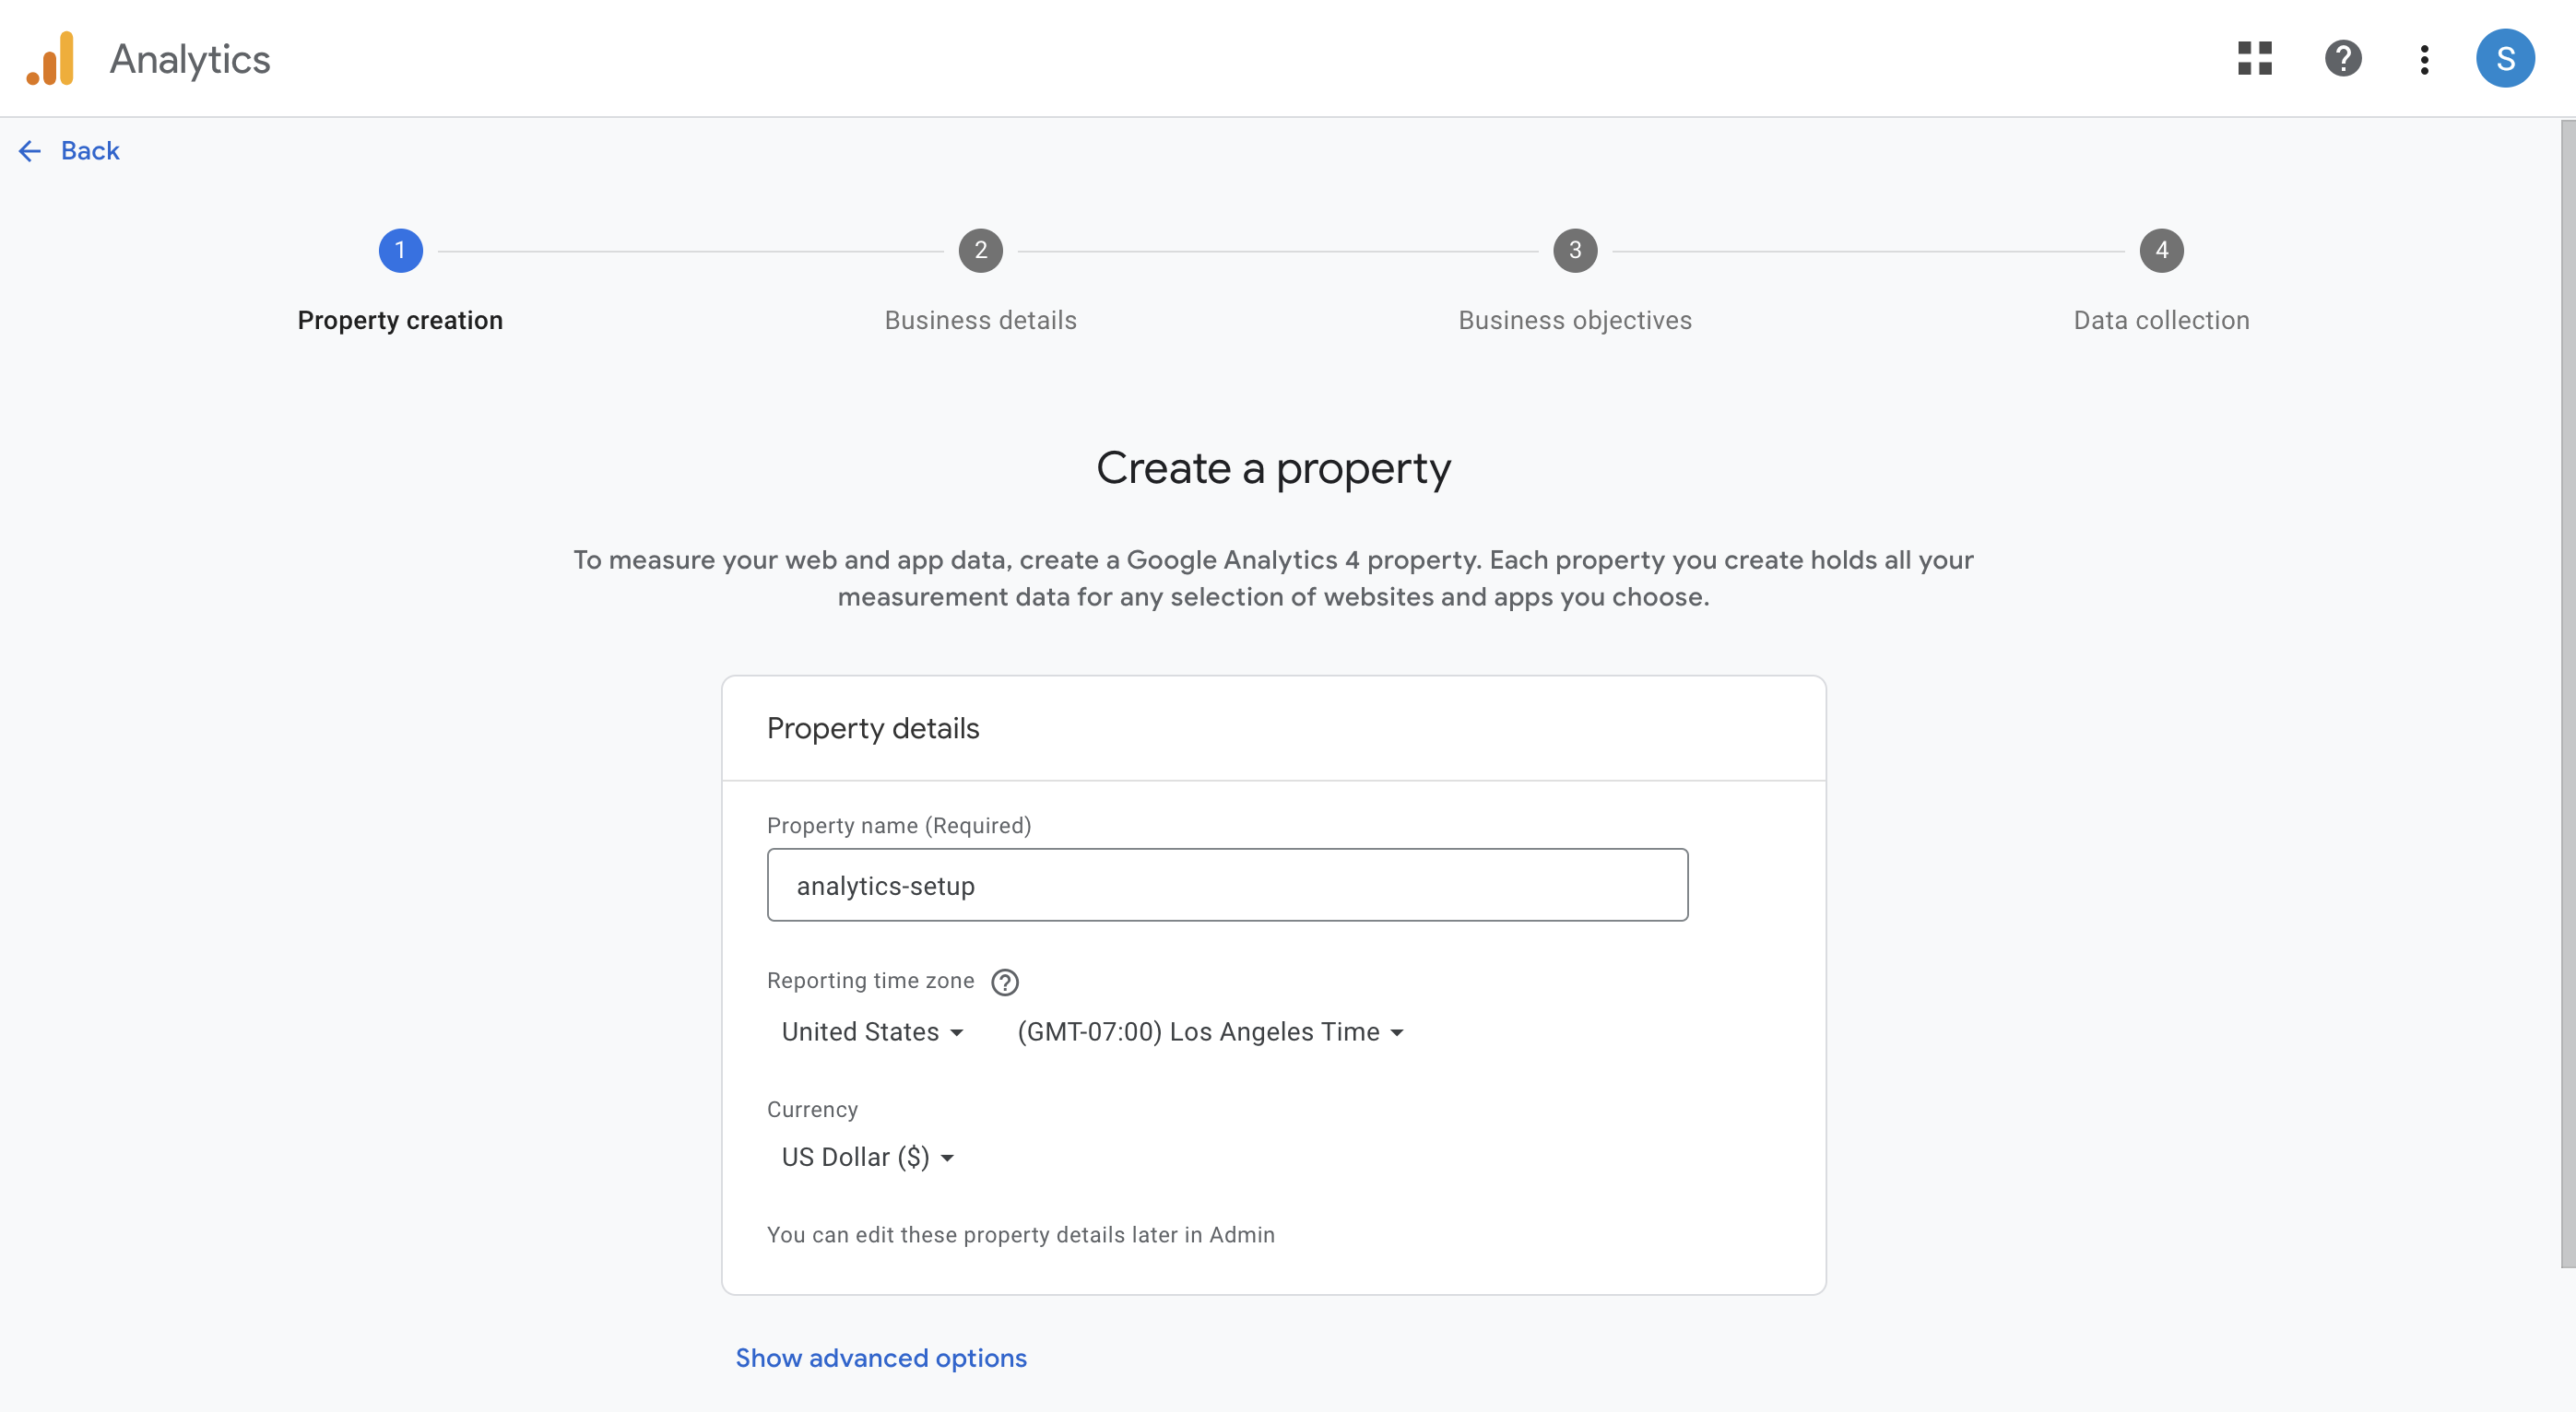 Analytics
S
Back
1
2
3
4
Property creation
Business details
Business objectives
Data collection
Create a property
To measure your web and app data, create a Google Analytics 4 property. Each property you create holds all your
measurement data for any selection of websites and apps you choose.
Property details
Property name (Required)
analytics-setup
Reporting time zone
United States
(GMT-07:00) Los Angeles Time
Currency
US Dollar ($)
You can edit these property details later in Admin
Show advanced options